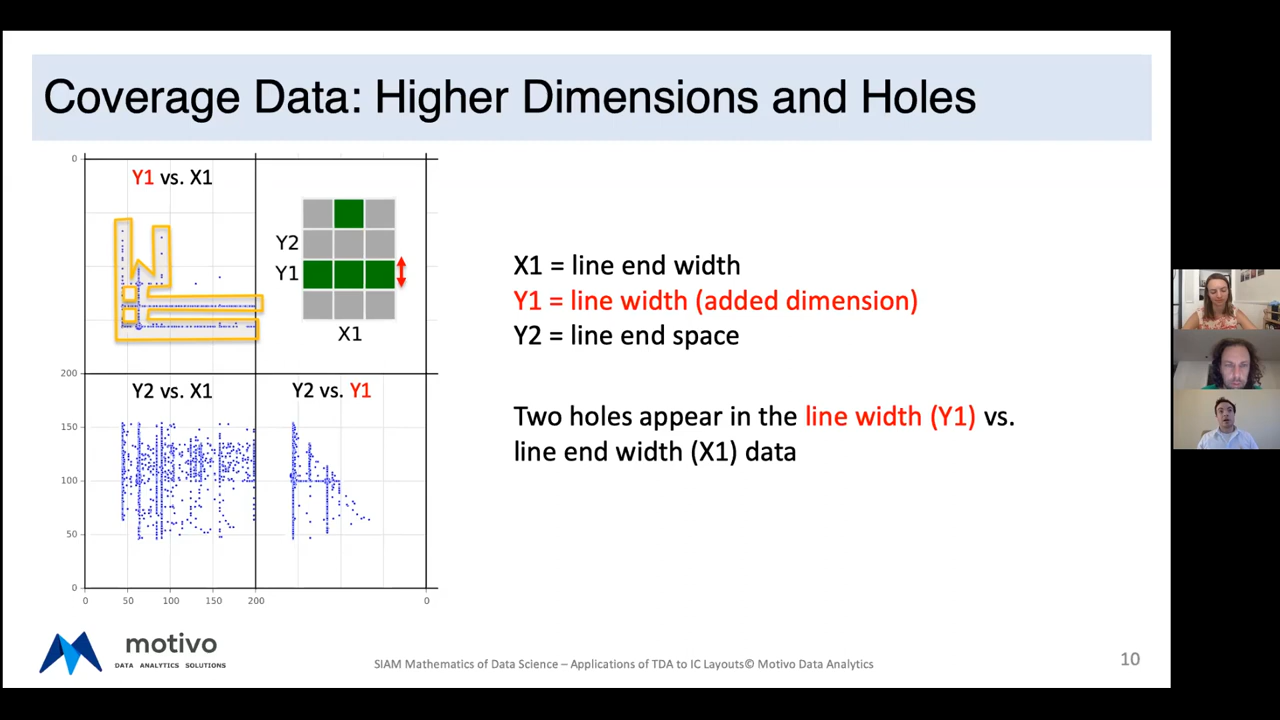 Coverage Data: Higher Dimensions and Holes
0
Y1 vs. X1
Y2
Y1
X1
200
Y2 vs. X1
Y2 vs. Y1
150
100
50
0
0
50
100
150
200
0
X1 = line end width
Y1 = line width (added dimension)
Y2 = line end space
Two holes appear in the line width (Y1) vs.
line end width (X1) data
motivo
DATA ANALYTICS SOLUTIONS
SIAM Mathematics of Data Science – Applications of TDA to IC Layouts© Motivo Data Analytics
10